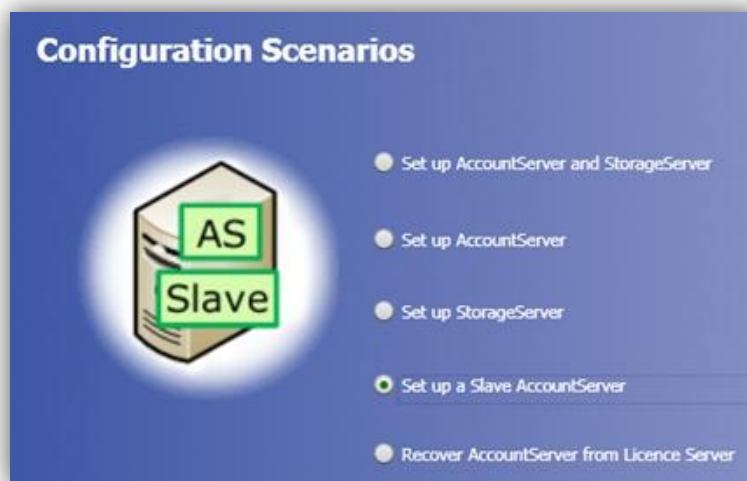 Configuration Scenarios
AS
Slave
Set up AccountServer and StorageServer
Set up AccountServer
Set up StorageServer
Set up a Slave AccountServer
Recover AccountServer from Licence Server